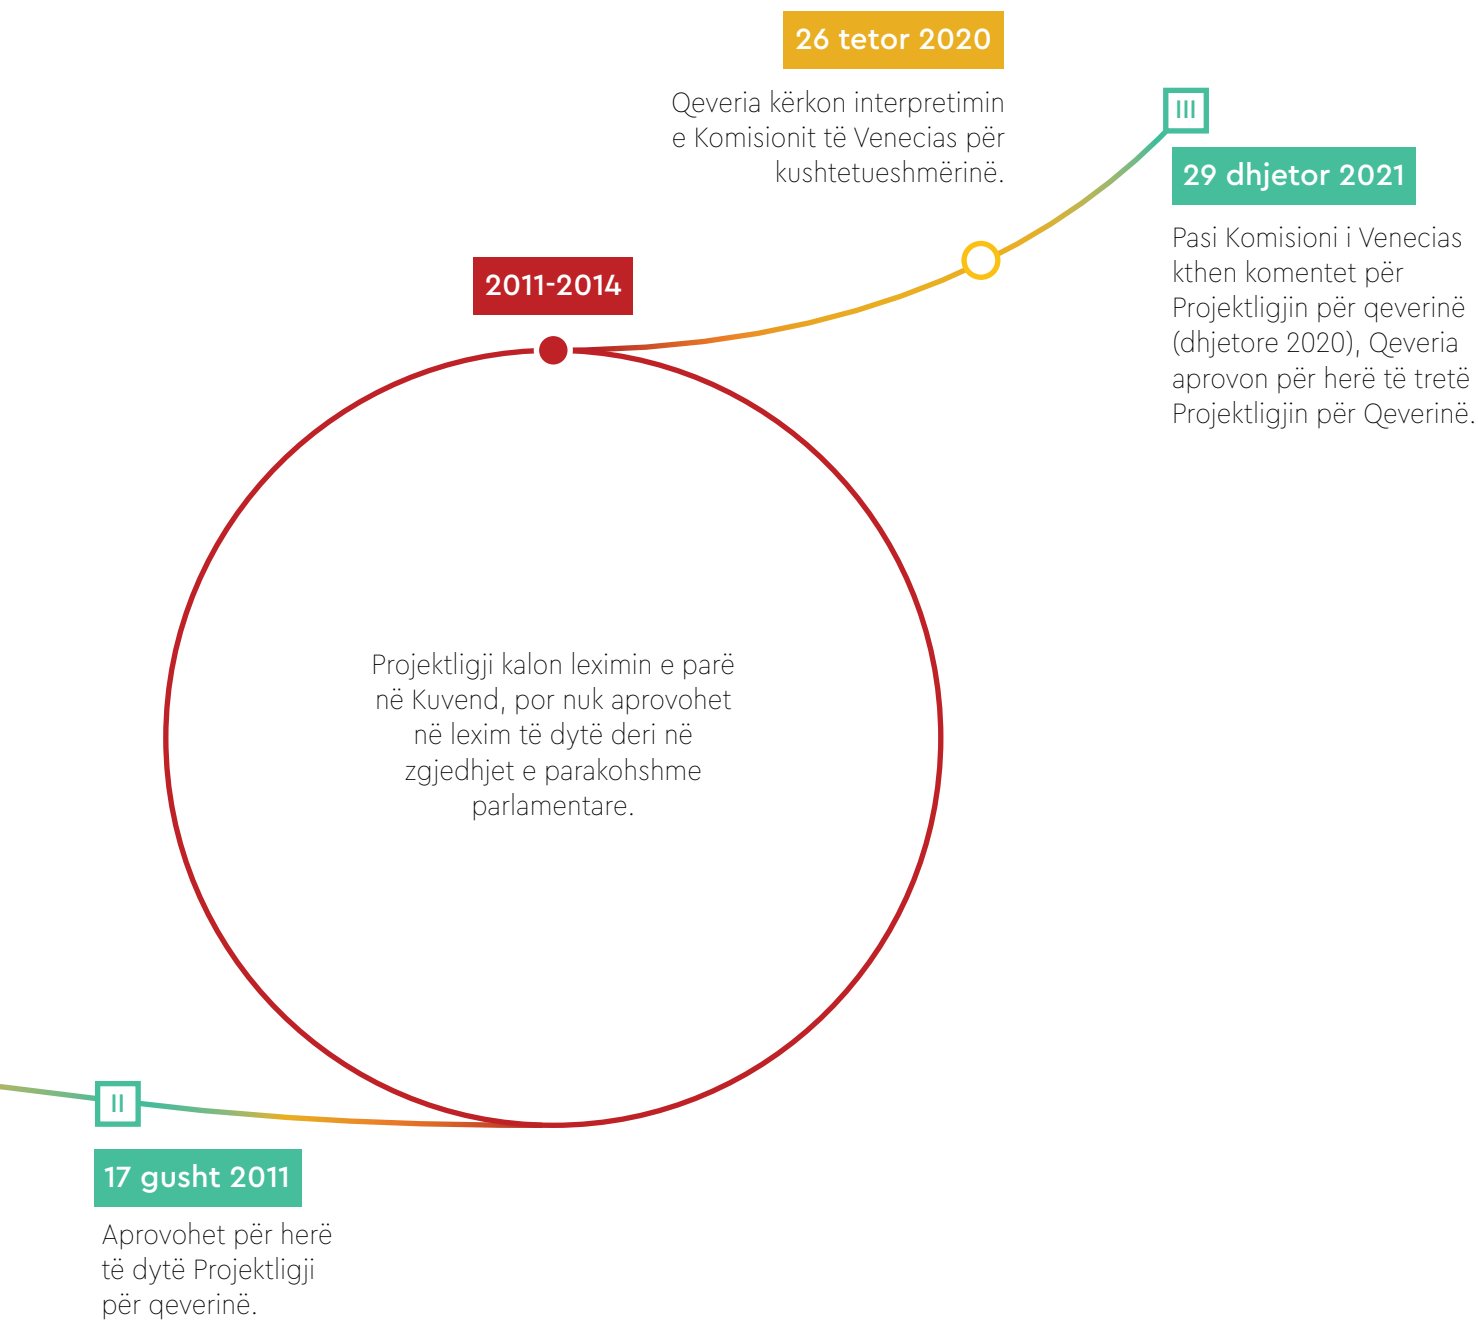 26 tetor 2020
Qeveria kërkon interpretimin
e Komisionit të Venecias për
kushtetueshmërinë.
III
29 dhjetor 2021
Pasi Komisioni i Venecias
kthen komentet për
Projektligjin për qeverinë
(dhjetore 2020), Qeveria
aprovon për herë të tretë
Projektligjin për Qeverinë.
2011-2014
Projektligji kalon leximin e parë
në Kuvend, por nuk aprovohet
në lexim të dytë deri në
zgjedhjet e parakohshme
parlamentare.
II
17 gusht 2011
Aprovohet për herë
të dytë Projektligji
për qeverinë.